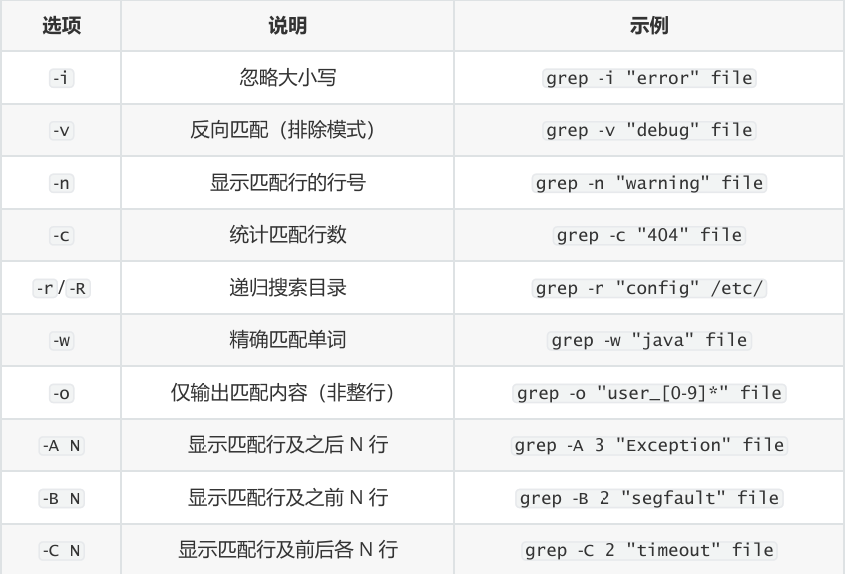 选项 说明 示例
-i 忽略大小写 grep -i "error" file
-v 反向匹配（排除模式） grep -v "debug" file
-n 显示匹配行的行号 grep -n "warning" file
-c 统计匹配行数 grep -c "404" file
-r/-R 递归搜索目录 grep -r "config" /etc/
-w 精确匹配单词 grep -w "java" file
-o 仅输出匹配内容（非整行） grep -o "user_[0-9]*" file
-A N 显示匹配行及之后 N 行 grep -A 3 "Exception" file
-B N 显示匹配行及之前 N 行 grep -B 2 "segfault" file
-C N 显示匹配行及前后各 N 行 grep -C 2 "timeout" file